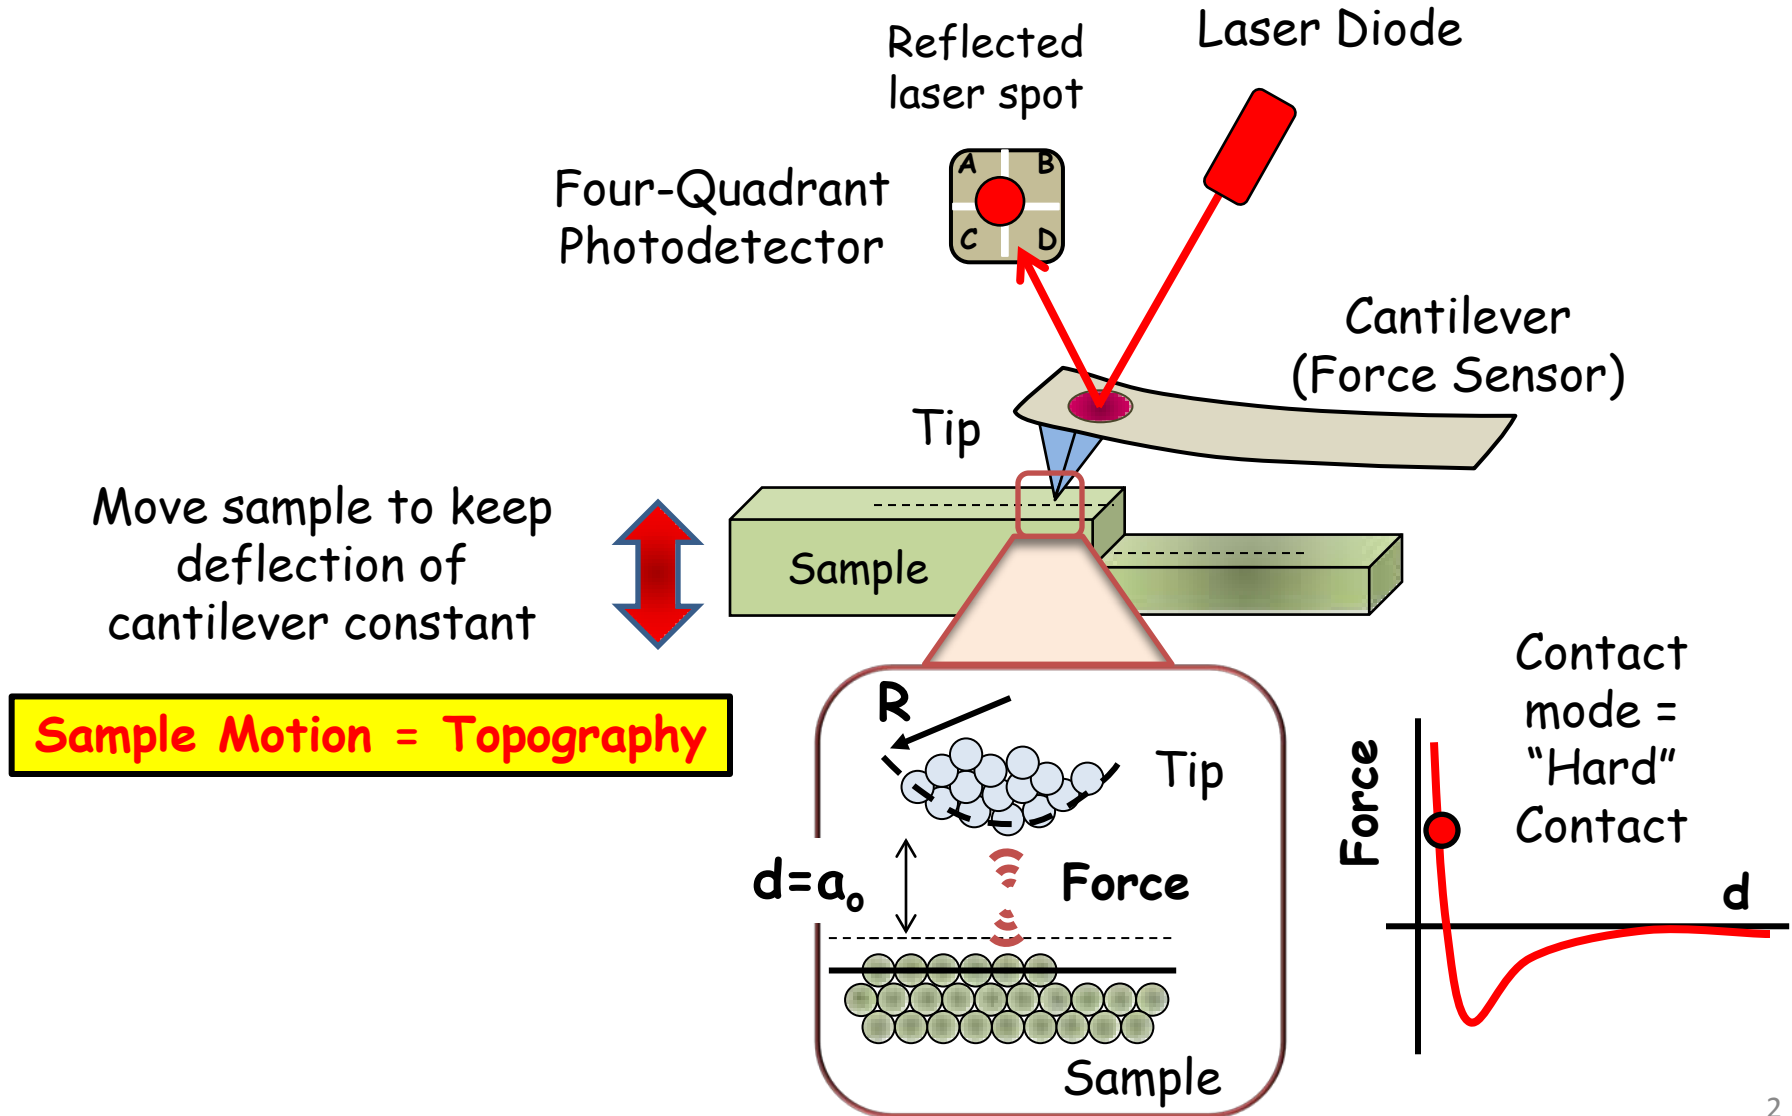 Laser Diode
Reflected
laser spot
A
B
C
D
Four-Quadrant
Photodetector
Cantilever
(Force Sensor)
Tip
Move sample to keep
deflection of
cantilever constant
Sample
Sample Motion = Topography
R
Tip
d=ao
Force
Sample
Contact
mode =
“Hard”
Contact
Force
d
2